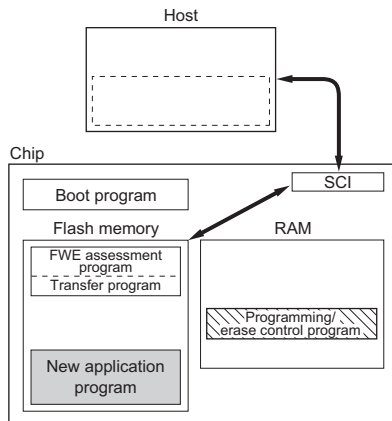 Host
Chip
SCI
Boot program
Flash memory
RAM
FWE assessment
program
Transfer program
Programming/
erase control program
New application
program